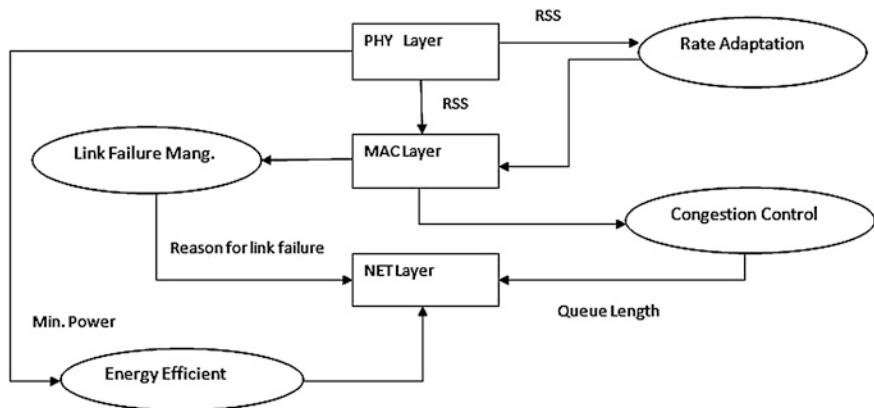 RSS
PHY Layer
Rate Adaptation
RSS
Link Failure Mang.
MAC Layer
Congestion Control
Reason for link failure
NET Layer
Queue Length
Min. Power
Energy Efficient